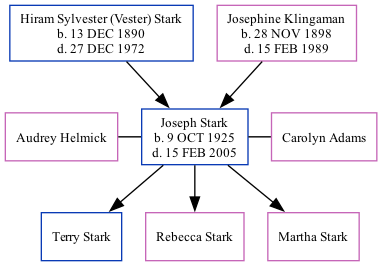 Hiram Sylvester (Vester) Stark
b. 13 DEC 1890
d. 27 DEC 1972
Josephine Klingaman
b. 28 NOV 1898
d. 15 FEB 1989
Audrey Helmick
Joseph Stark
b. 9 OCT 1925
d. 15 FEB 2005
Carolyn Adams
Terry Stark
Rebecca Stark
Martha Stark